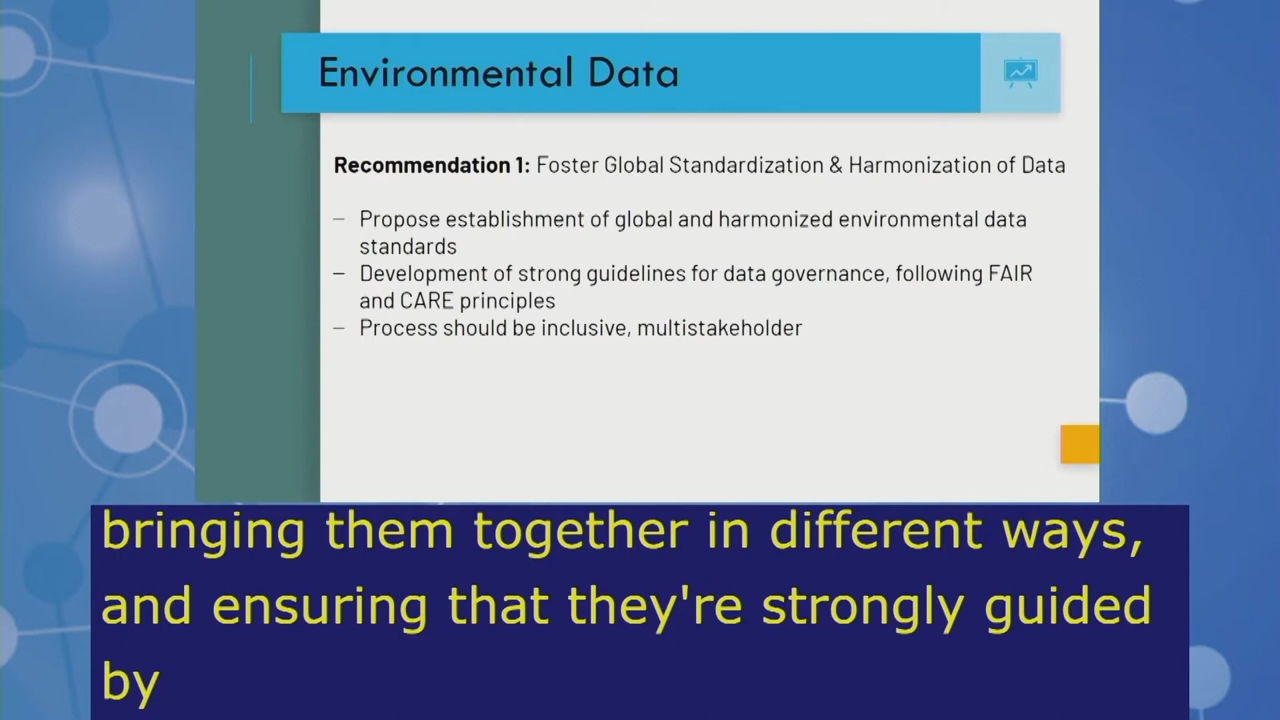 Environmental Data
Recommendation 1: Foster Global Standardization & Harmonization of Data
– Propose establishment of global and harmonized environmental data
standards
– Development of strong guidelines for data governance, following FAIR
and CARE principles
– Process should be inclusive, multistakeholder
bringing them together in different ways,
and ensuring that they're strongly guided
by